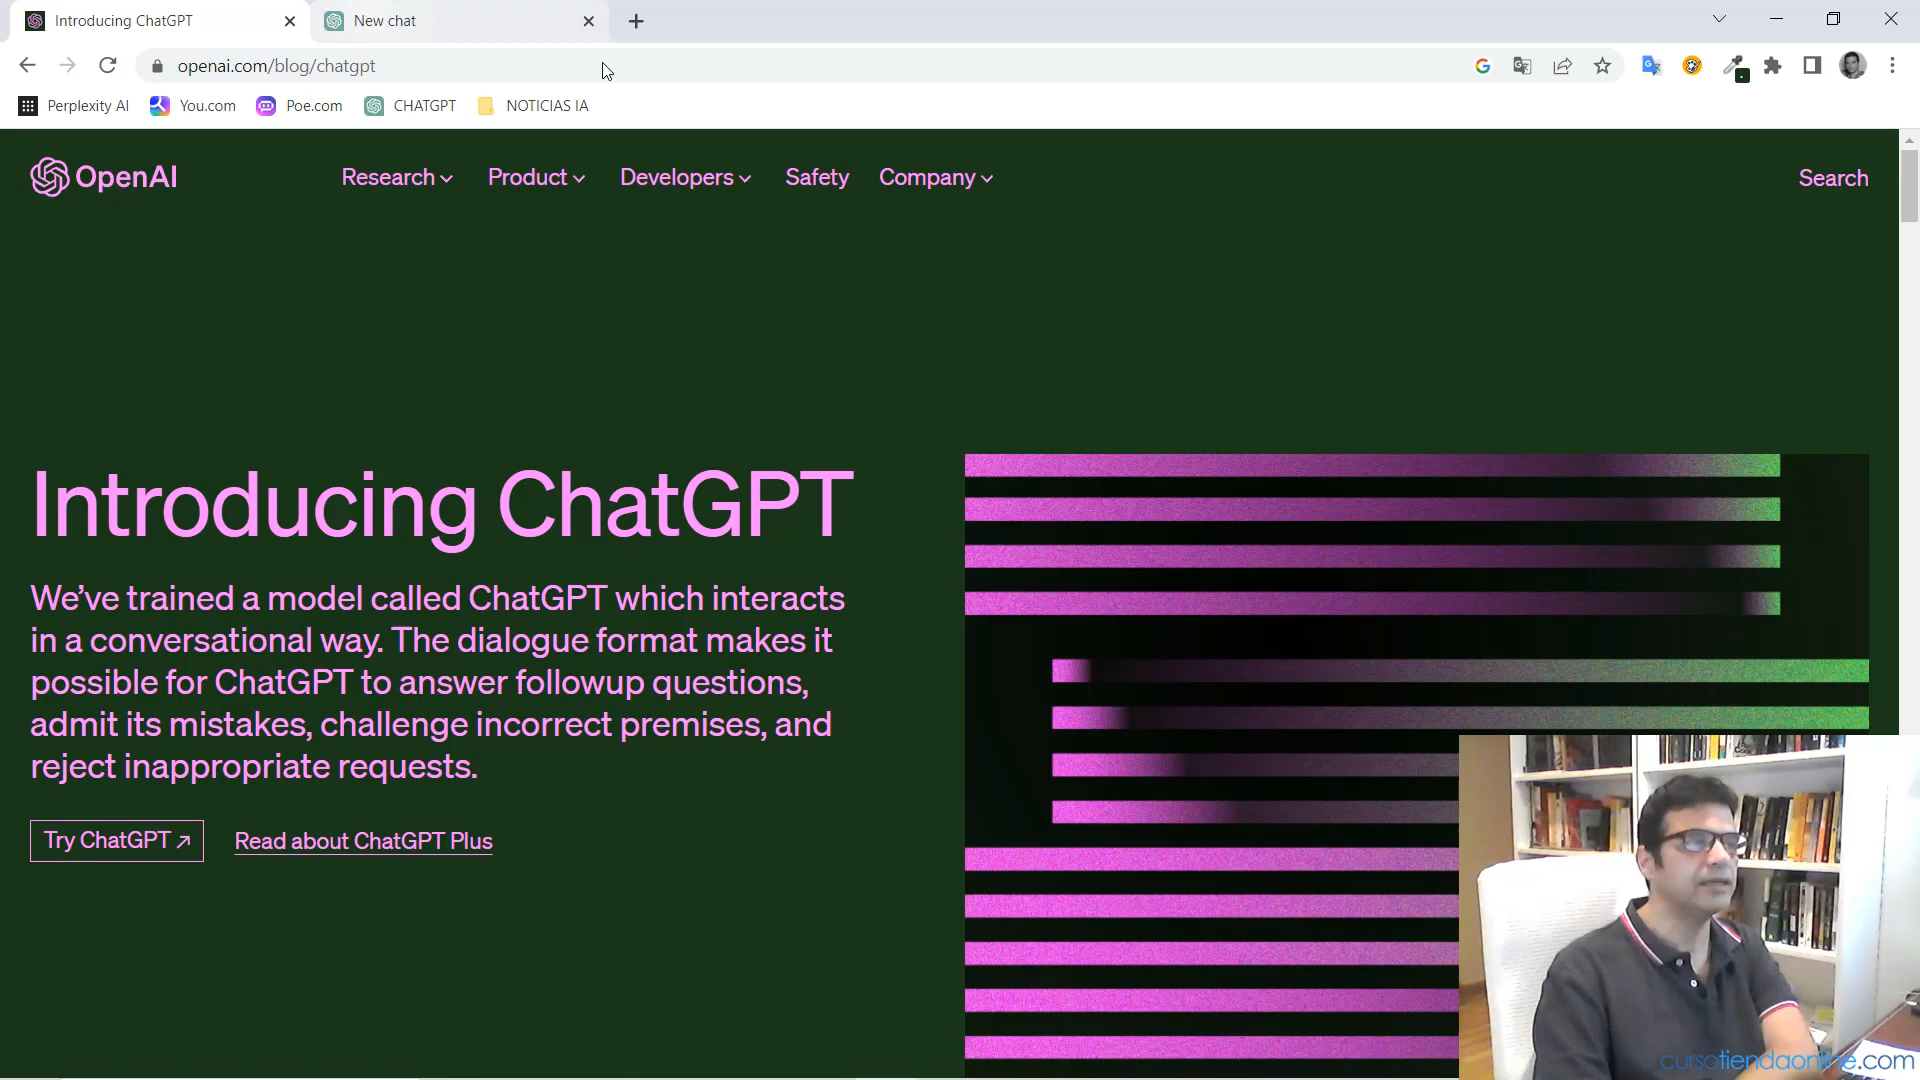 Introducing ChatGPT
New chat
openai.com/blog/chatgpt
Perplexity AI
You.com
Poe.com
CHATGPT
NOTICIAS IA
OpenAI
Research
Product
Developers
Safety
Company
Search
Introducing ChatGPT
We’ve trained a model called ChatGPT which interacts
in a conversational way. The dialogue format makes it
possible for ChatGPT to answer followup questions,
admit its mistakes, challenge incorrect premises, and
reject inappropriate requests.
Try ChatGPT ↗
Read about ChatGPT Plus
cursotiendaonline.com